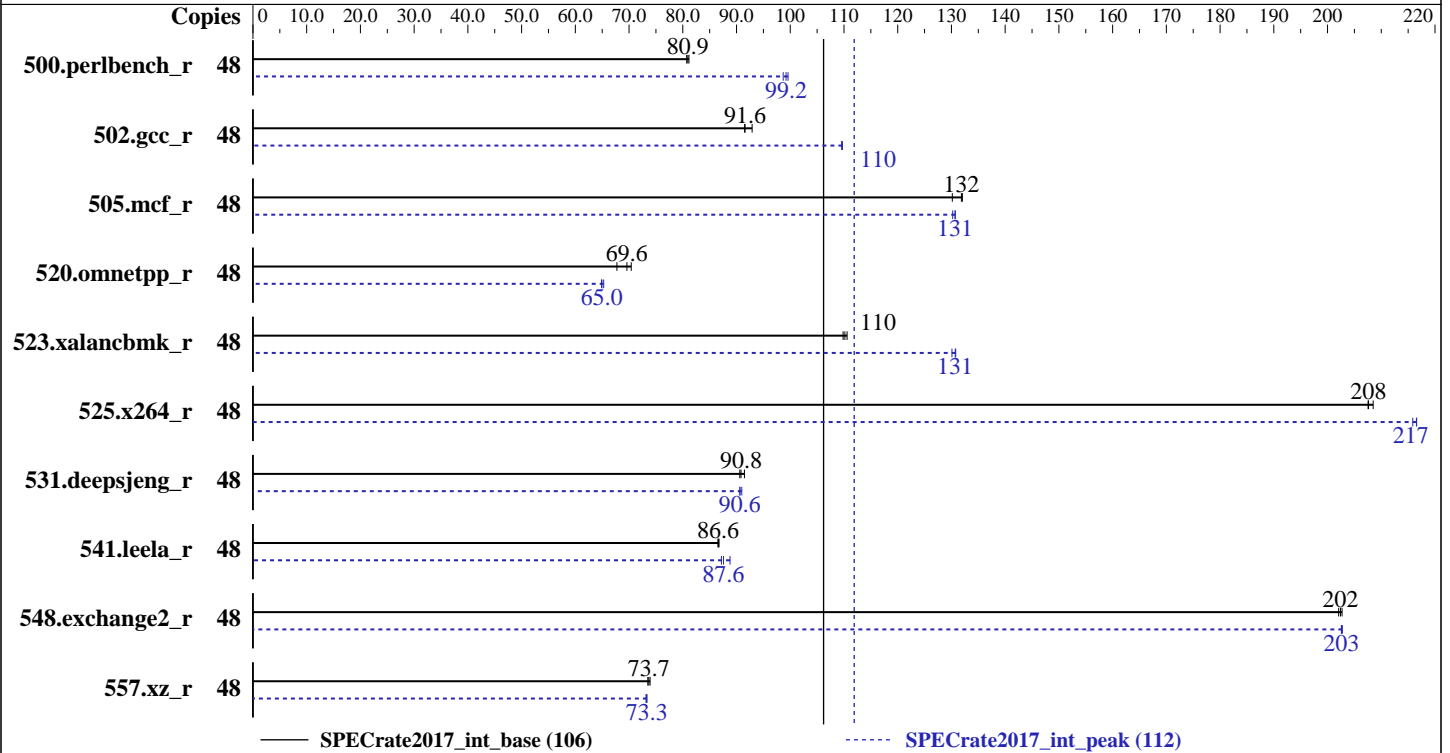 Copies 0 10.0 20.0 30.0 40.0 50.0 60.0 70.0 80.0 90.0 100 110 120 130 140 150 160 170 180 190 200 220
80.9
500.perlbench_r 48
99.2
91.6
502.gcc_r 48
110
132
505.mcf_r 48
131
69.6
520.omnetpp_r 48
65.0
110
523.xalancbmk_r 48
131
208
525.x264_r 48
217
90.8
531.deepsjeng_r 48
90.6
86.6
541.leela_r 48
87.6
202
548.exchange2_r 48
203
73.7
557.xz_r 48
73.3
SPECrate2017_int_base (106) SPECrate2017_int_peak (112)